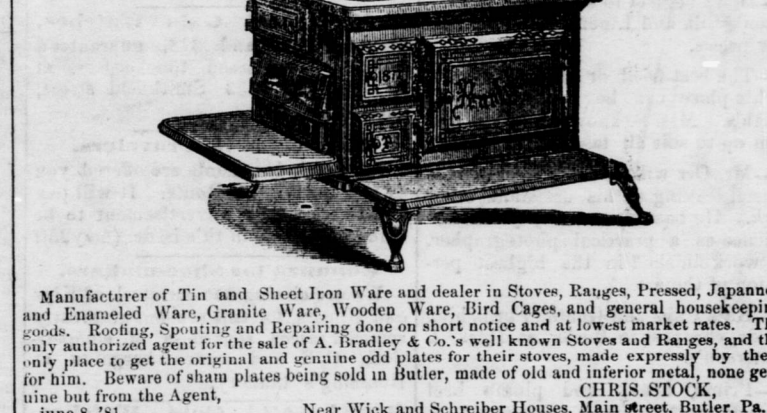 187
Manufacturer of Tin and Sheet Iron Ware and dealer in Stoves, Ranges, Pressed, Japann
and Enameled Ware, Granite Ware, Wooden Ware, Bird Cages, and general housekeepi
goods. Roofing, Spouting and Repairing done on short notice and at lowest market rates. T
only authorized agent for the sale of A. Bradley & Co.'s well known Stoves and Ranges, and t
only place to get the original and genuine odd plates for their stoves, made expressly by the
for him. Beware of sham plates being sold in Butler, made of old and inferior metal, none ge
nine but from the Agent,
CHRIS. STOCK,
june 8, '81
Near Wick and Schreiber Houses, Main Street, Butler, Pa.